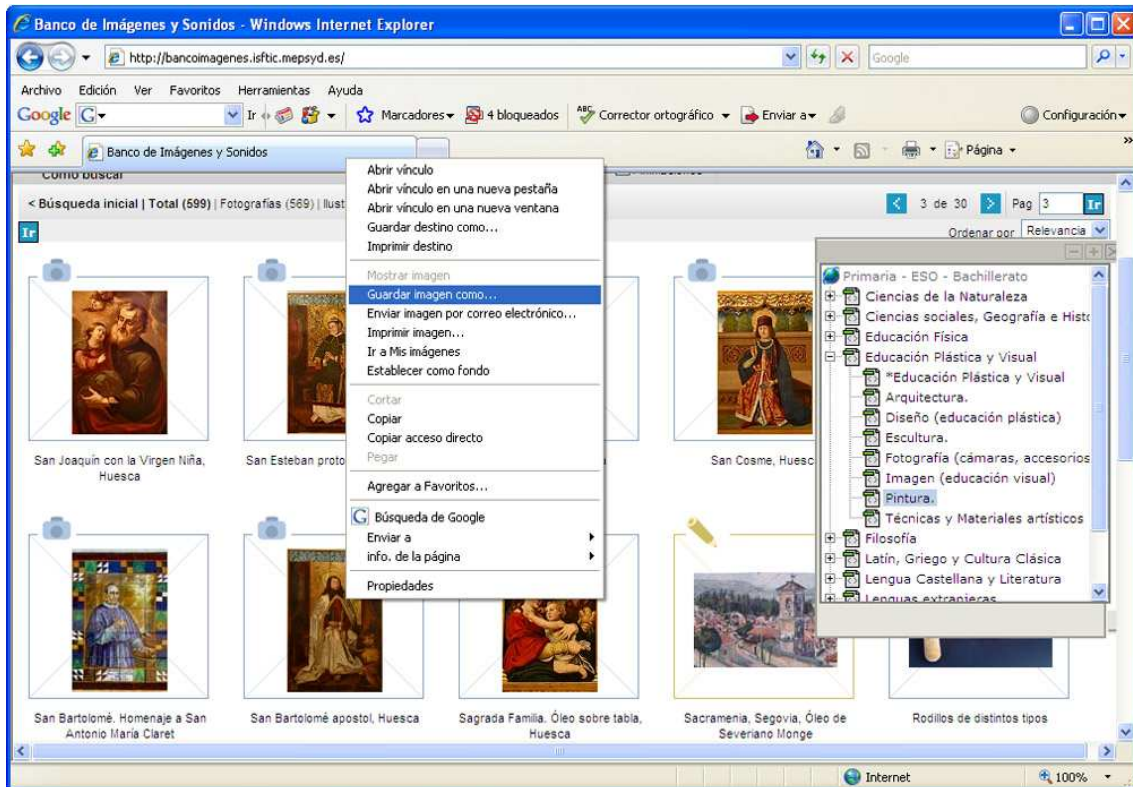 Banco de Imágenes y Sonidos - Windows Internet Explorer
http://bancoimagenes.isftic.mepsyd.es/
Google
Archivo Edición Ver Favoritos Herramientas Ayuda
Google G Ir Marcadores 4 bloqueados ABC Corrector ortográfico Enviar a Configuración
Banco de Imágenes y Sonidos
Página
»
Como buscar
< Búsqueda inicial | Total (599) | Fotografías (569) | Ilust
3 de 30 Pag 3 Ir
Ir
Ordenar por Relevancia
Abrir vínculo
Abrir vínculo en una nueva pestaña
Abrir vínculo en una nueva ventana
Guardar destino como...
Imprimir destino
Mostrar imagen
Guardar imagen como...
Enviar imagen por correo electrónico...
Imprimir imagen...
Ir a Mis imágenes
Establecer como fondo
Cortar
Copiar
Copiar acceso directo
Pegar
Agregar a Favoritos...
G Búsqueda de Google
Enviar a
info. de la página
Propiedades
Primaria - ESO - Bachillerato
Ciencias de la Naturaleza
Ciencias sociales, Geografía e Histo
Educación Física
Educación Plástica y Visual
*Educación Plástica y Visual
Arquitectura.
Diseño (educación plástica)
Escultura.
Fotografía (cámaras, accesorios
Imagen (educación visual)
Pintura.
Técnicas y Materiales artísticos
Filosofía
Latín, Griego y Cultura Clásica
Lengua Castellana y Literatura
Lenguas extranjeras
San Joaquín con la Virgen Niña,
Huesca
San Esteban proto
San Cosme, Huesc
San Bartolomé. Homenaje a San
Antonio María Claret
San Bartolomé apostol, Huesca
Sagrada Familia. Óleo sobre tabla,
Huesca
Sacramenia, Segovia, Óleo de
Severiano Monge
Rodillos de distintos tipos
Internet 100%